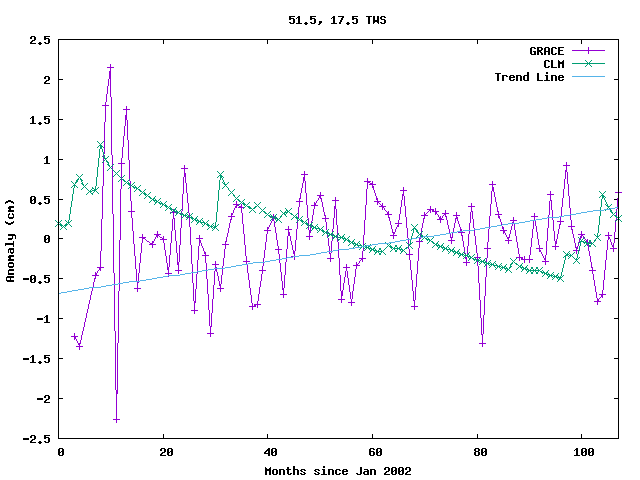 51.5, 17.5 TWS
GRACE
CLM
Trend Line
Anomaly (cm)
2.5
2
1.5
1
0.5
0
-0.5
-1
-1.5
-2
-2.5
0 20 40 60 80 100
Months since Jan 2002